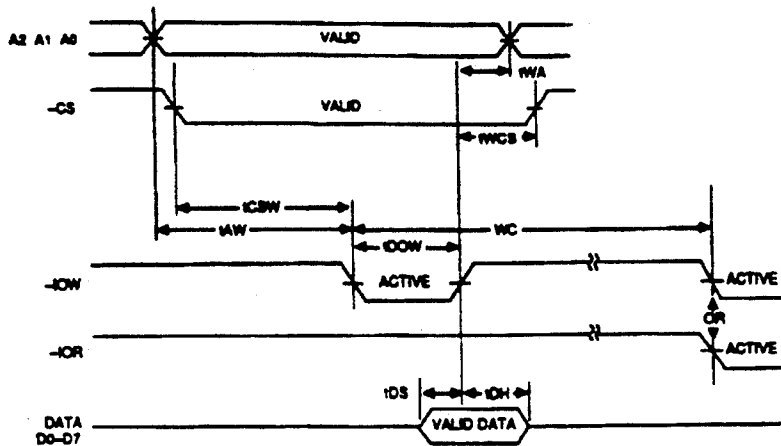 A2 A1 A0
VALID
tWA
-CS
VALID
tWCS
tCSW
tAW
WC
tDOW
-IOW
ACTIVE
ACTIVE
OR
-IOR
ACTIVE
tDS
tDH
DATA
D0-D7
VALID DATA